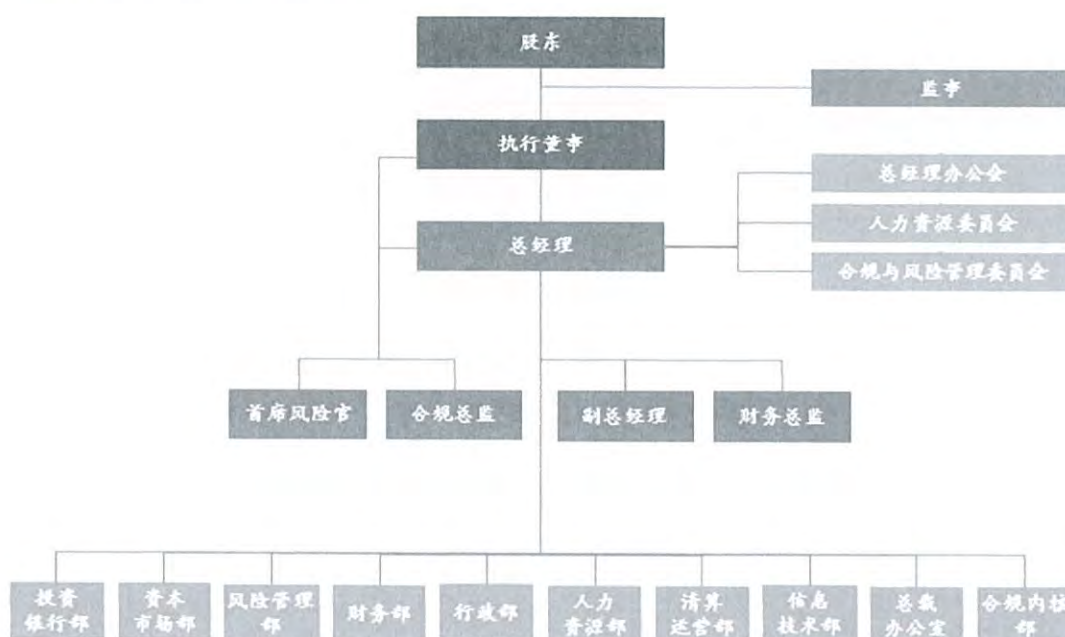 股东
监事
执行董事
总经理办公会
人力资源委员会
总经理
合规与风险管理委员会
首席风险官
合规总监
副总经理
财务总监
投资
银行部
资本
市场部
风险管理
部
财务部
行政部
人力
资源部
清算
运营部
信息
技术部
总裁
办公室
合规内核
部